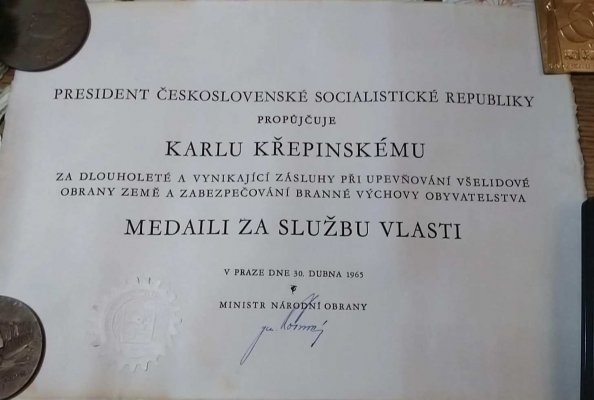 PRESIDENT ČESKOSLOVENSKÉ SOCIALISTICKÉ REPUBLIKY
PROPŮJČUJE
KARLU KŘEPINSKÉMU
ZA DLOUHOLETÉ A VYNIKAJÍCÍ ZÁSLUHY PŘI UPEVŇOVÁNÍ VŠELIDOVÉ
OBRANY ZEMĚ A ZABEZPEČOVÁNÍ BRANNÉ VÝCHOVY OBYVATELSTVA
MEDAILI ZA SLUŽBU VLASTI
V PRAZE DNE 30. DUBNA 1965
MINISTR NÁRODNÍ OBRANY